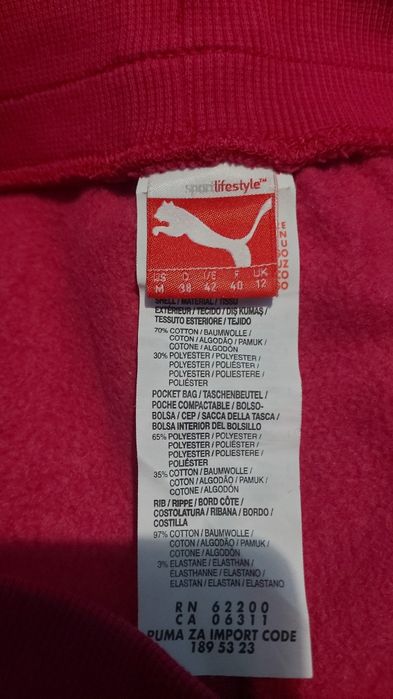 sportlifestyle™
US D I/E F UK
M 38 42 40 12
SHELL / MATERIAL / TISSU
EXTÉRIEUR / TECIDO / DIŞ KUMAŞ /
TESSUTO ESTERIORE / TEJIDO
70% COTTON / BAUMWOLLE /
COTON / ALGODÃO / PAMUK /
COTONE / ALGODÓN
30% POLYESTER / POLYESTER /
POLYESTER / POLIÉSTER /
POLYESTER / POLIESTERE /
POLIÉSTER
POCKET BAG / TASCHENBEUTEL /
POCHE COMPACTABLE / BOLSO-
BOLSA / CEP / SACCA DELLA TASCA /
BOLSA INTERIOR DEL BOLSILLO
65% POLYESTER / POLYESTER /
POLYESTER / POLIÉSTER /
POLYESTER / POLIESTERE /
POLIÉSTER
35% COTTON / BAUMWOLLE /
COTON / ALGODÃO / PAMUK /
COTONE / ALGODÓN
RIB / RIPPE / BORD CÔTE /
COSTOLATURA / RIBANA / BORDO /
COSTILLA
97% COTTON / BAUMWOLLE /
COTON / ALGODÃO / PAMUK /
COTONE / ALGODÓN
3% ELASTANE / ELASTHAN /
ELASTHANNE / ELASTANO /
ELASTAN / ELASTAN / ELASTANO
RN 62200
CA 06311
PUMA ZA IMPORT CODE
189 53 23